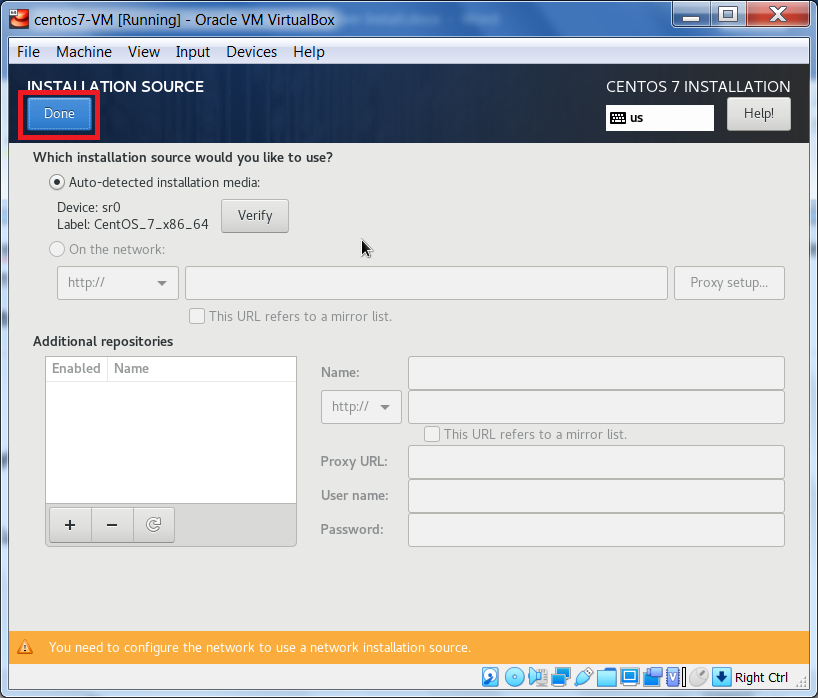 centos7-VM [Running] - Oracle VM VirtualBox
File Machine View Input Devices Help
INSTALLATION SOURCE
CENTOS 7 INSTALLATION
Done
us
Help!
Which installation source would you like to use?
Auto-detected installation media:
Device: sr0
Label: CentOS_7_x86_64
Verify
On the network:
http://
Proxy setup...
This URL refers to a mirror list.
Additional repositories
Enabled Name
Name:
http://
This URL refers to a mirror list.
Proxy URL:
User name:
Password:
You need to configure the network to use a network installation source.
Right Ctrl